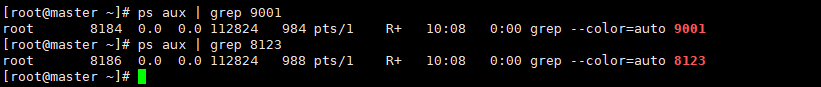 [root@master ~]# ps aux | grep 9001
root      8184  0.0  0.0 112824   984 pts/1    R+   10:08   0:00 grep --color=auto 9001
[root@master ~]# ps aux | grep 8123
root      8186  0.0  0.0 112824   988 pts/1    R+   10:08   0:00 grep --color=auto 8123
[root@master ~]#